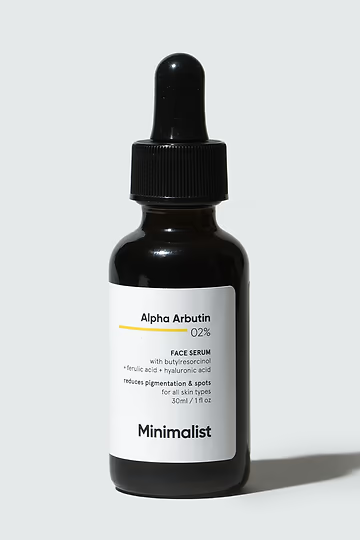 Alpha Arbutin
02%
FACE SERUM
with butylresorcinol
+ ferulic acid + hyaluronic acid
reduces pigmentation & spots
for all skin types
30ml / 1 fl oz
Minimalist